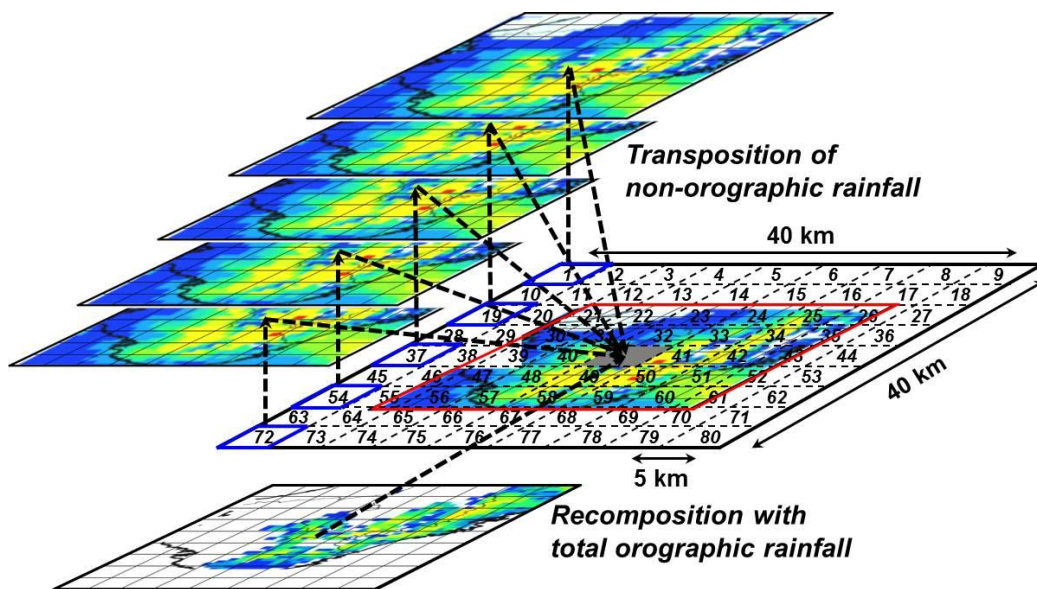 Transposition of
non-orographic rainfall
40 km
1 2 3 4 5 6 7 8 9
10 11 12 13 14 15 16 17 18
19 20 21 22 23 24 25 26 27
28 29 30 32 33 34 35 36
37 38 39 40 41 42 43 44
45 46 47 48 49 50 51 52 53
54 55 56 57 58 59 60 61 62
63 64 65 66 67 68 69 70 71
72 73 74 75 76 77 78 79 80
40 km
5 km
Recomposition with
total orographic rainfall